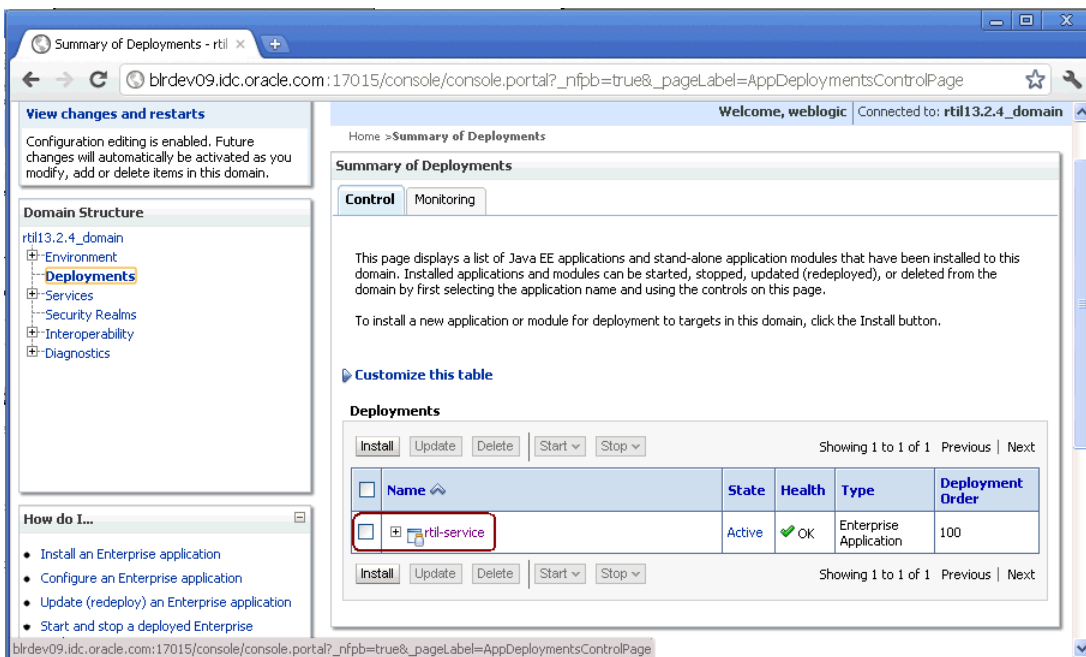 Summary of Deployments - rtil
blrdev09.idc.oracle.com:17015/console/console.portal?_nfpb=true&_pageLabel=AppDeploymentsControlPage
View changes and restarts
Configuration editing is enabled. Future
changes will automatically be activated as you
modify, add or delete items in this domain.
Domain Structure
rtil13.2.4_domain
Environment
Deployments
Services
Security Realms
Interoperability
Diagnostics
How do I...
Install an Enterprise application
Configure an Enterprise application
Update (redeploy) an Enterprise application
Start and stop a deployed Enterprise
Welcome, weblogic Connected to: rtil13.2.4_domain
Home >Summary of Deployments
Summary of Deployments
Control Monitoring
This page displays a list of Java EE applications and stand-alone application modules that have been installed to this
domain. Installed applications and modules can be started, stopped, updated (redeployed), or deleted from the
domain by first selecting the application name and using the controls on this page.
To install a new application or module for deployment to targets in this domain, click the Install button.
Customize this table
Deployments
Install Update Delete Start Stop Showing 1 to 1 of 1 Previous | Next
Name State Health Type Deployment
Order
rtil-service Active OK Enterprise
Application 100
Install Update Delete Start Stop Showing 1 to 1 of 1 Previous | Next
blrdev09.idc.oracle.com:17015/console/console.portal?_nfpb=true&_pageLabel=AppDeploymentsControlPage